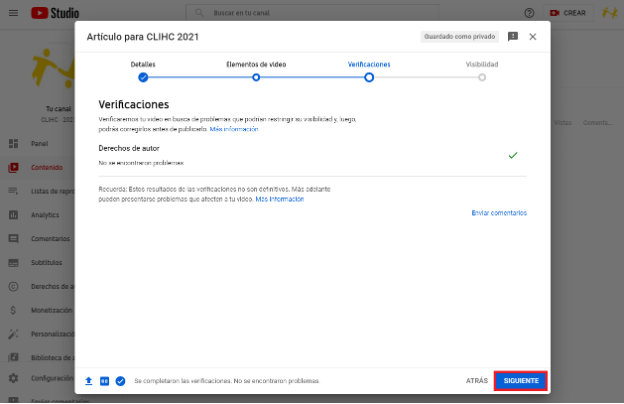 Studio
Buscar en tu canal
CREAR
Artículo para CLIHC 2021
Guardado como privado
Detalles
Elementos de video
Verificaciones
Visibilidad
Verificaciones
Verificaremos tu video en busca de problemas que podrían restringir su visibilidad y, luego,
podrás corregirlos antes de publicarlo. Más información
Derechos de autor
No se encontraron problemas
Recuerda: Estos resultados de las verificaciones no son definitivos. Más adelante
pueden presentarse problemas que afecten a tu video. Más información
Enviar comentarios
Tu canal
CLIHC 202
Vistas
Comenta...
Panel
Contenido
Listas de repro
Analytics
Comentarios
Subtítulos
Derechos de a
Monetización
Personalizació
Biblioteca de a
Configuración
Enviar comentarios
Se completaron las verificaciones. No se encontraron problemas
ATRÁS
SIGUIENTE